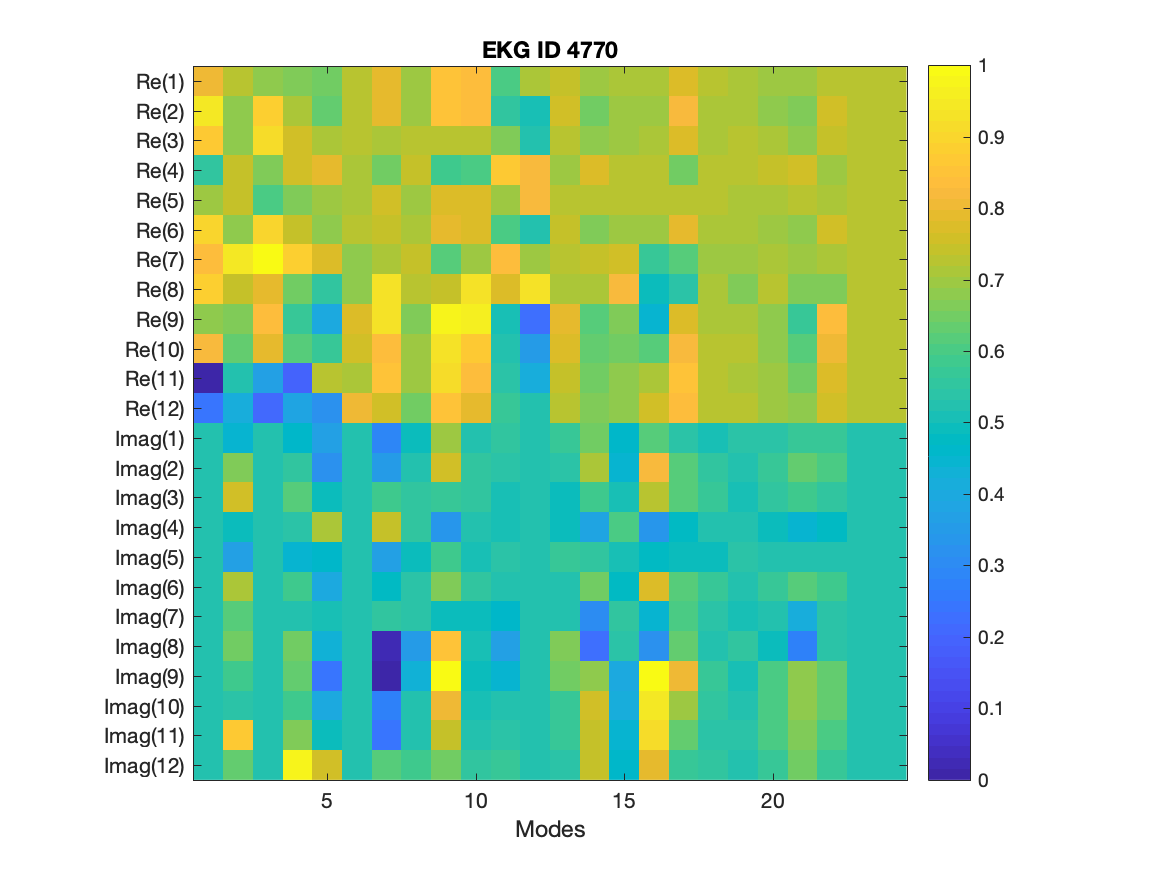 EKG ID 4770
Re(1)
Re(2)
Re(3)
Re(4)
Re(5)
Re(6)
Re(7)
Re(8)
Re(9)
Re(10)
Re(11)
Re(12)
Imag(1)
Imag(2)
Imag(3)
Imag(4)
Imag(5)
Imag(6)
Imag(7)
Imag(8)
Imag(9)
Imag(10)
Imag(11)
Imag(12)
5 10 15 20
Modes
1
0.9
0.8
0.7
0.6
0.5
0.4
0.3
0.2
0.1
0